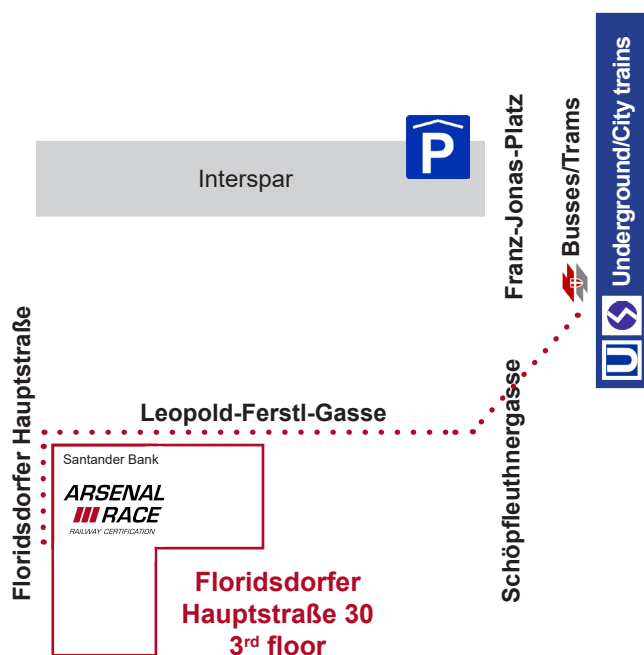 P
Interspar
Franz-Jonas-Platz
Busses/Trams
U S Underground/City trains
Floridsdorfer Hauptstraße
Leopold-Ferstl-Gasse
Schöpfleuthnergasse
Santander Bank
ARSENAL
RACE
RAILWAY CERTIFICATION
Floridsdorfer
Hauptstraße 30
3rd floor